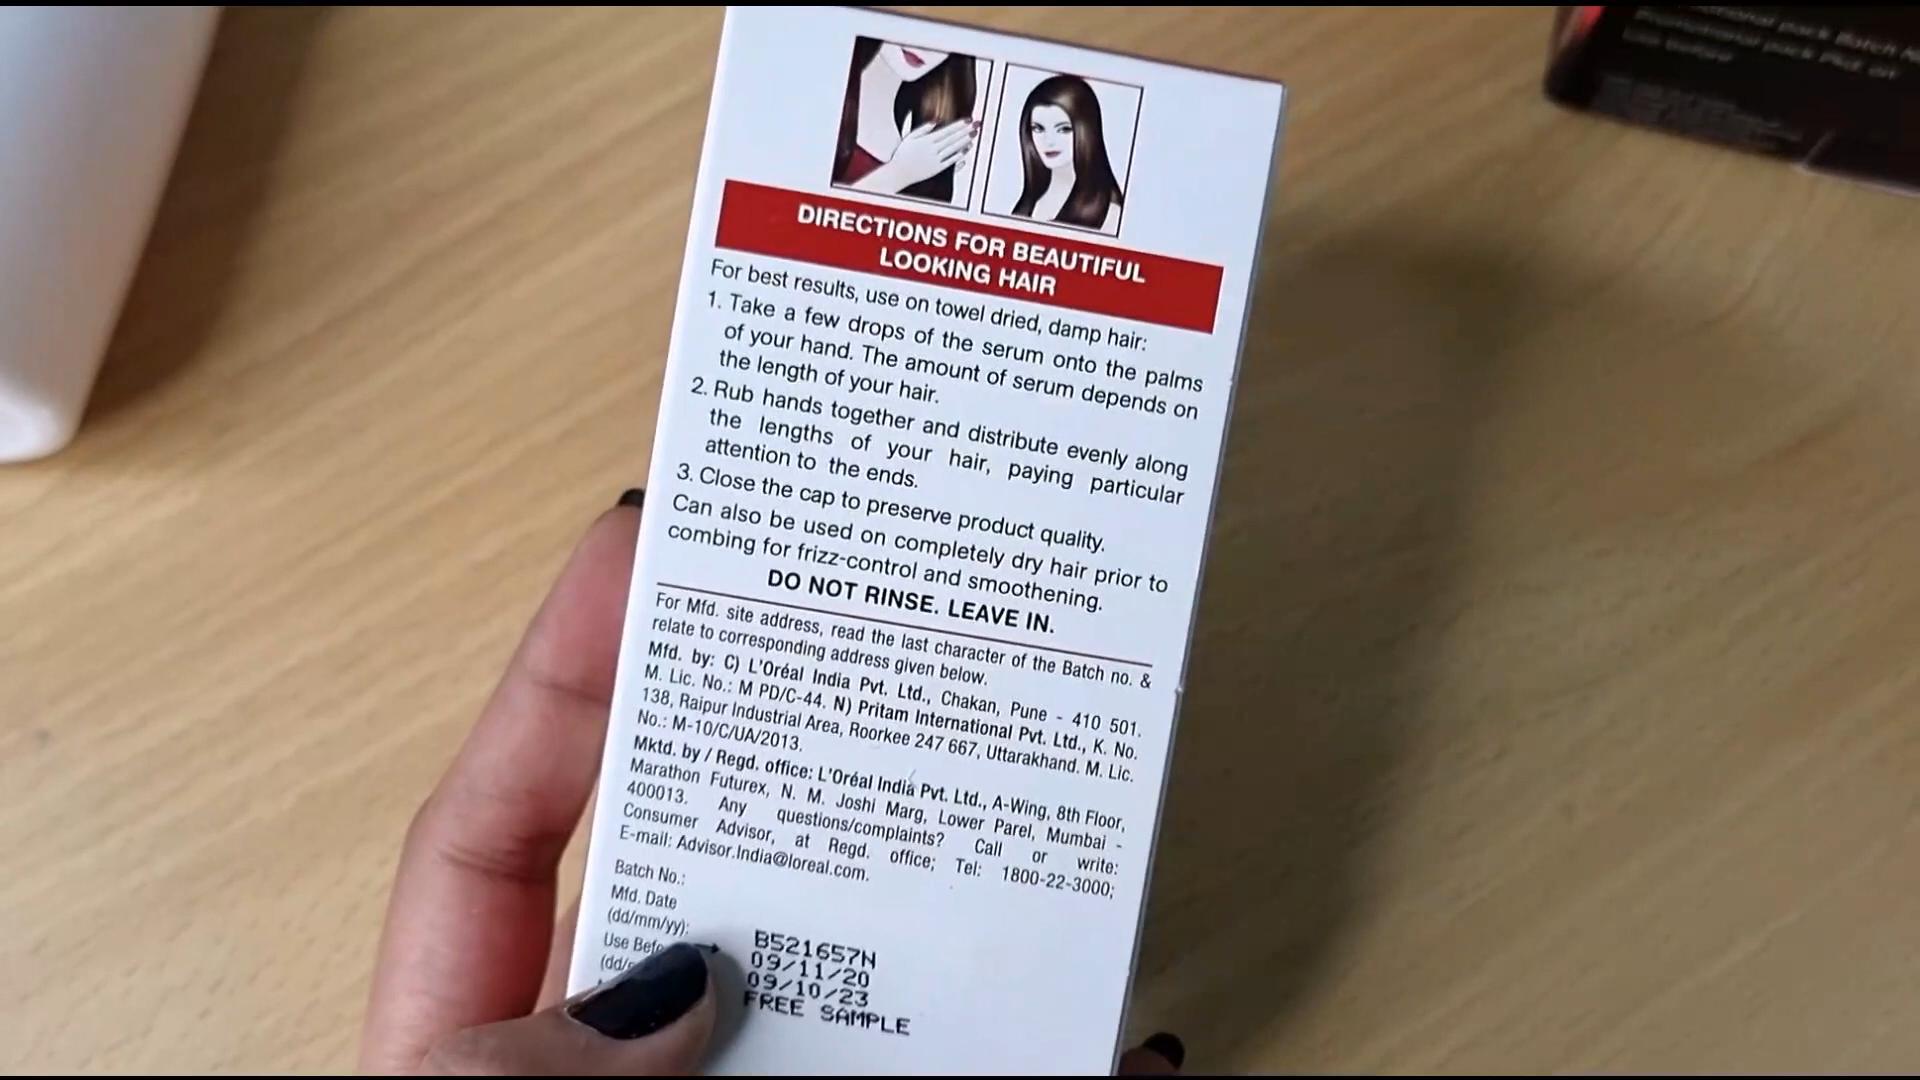 DIRECTIONS FOR BEAUTIFUL
LOOKING HAIR
For best results, use on towel dried, damp hair:
1. Take a few drops of the serum onto the palms
of your hand. The amount of serum depends on
the length of your hair.
2. Rub hands together and distribute evenly along
the lengths of your hair, paying particular
attention to the ends.
3. Close the cap to preserve product quality.
Can also be used on completely dry hair prior to
combing for frizz-control and smoothening.
DO NOT RINSE. LEAVE IN.
For Mfd. site address, read the last character of the Batch no. &
relate to corresponding address given below.
Mfd. by: C) L'Oréal India Pvt. Ltd., Chakan, Pune - 410 501.
M. Lic. No.: M PD/C-44. N) Pritam International Pvt. Ltd., K. No.
138, Raipur Industrial Area, Roorkee 247 667, Uttarakhand. M. Lic.
No.: M-10/C/UA/2013.
Mktd. by / Regd. office: L'Oréal India Pvt. Ltd., A-Wing, 8th Floor,
Marathon Futurex, N. M. Joshi Marg, Lower Parel, Mumbai -
400013. Any questions/complaints? Call or write:
Consumer Advisor, at Regd. office; Tel: 1800-22-3000;
E-mail: Advisor.India@loreal.com.
Batch No.:
Mfd. Date
(dd/mm/yy):
Use
B521657N
09/11/20
09/10/23
FREE SAMPLE
pack Batch
Promotional pack Pkd. on
Use before